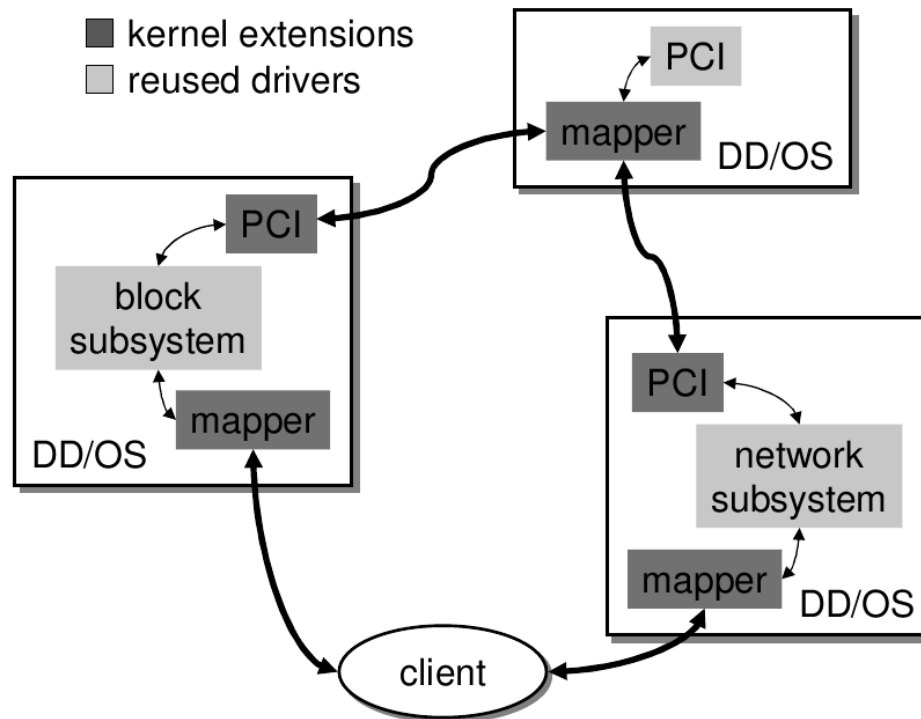 kernel extensions
reused drivers
PCI
mapper
DD/OS
PCI
block
subsystem
mapper
DD/OS
PCI
network
subsystem
mapper
DD/OS
client